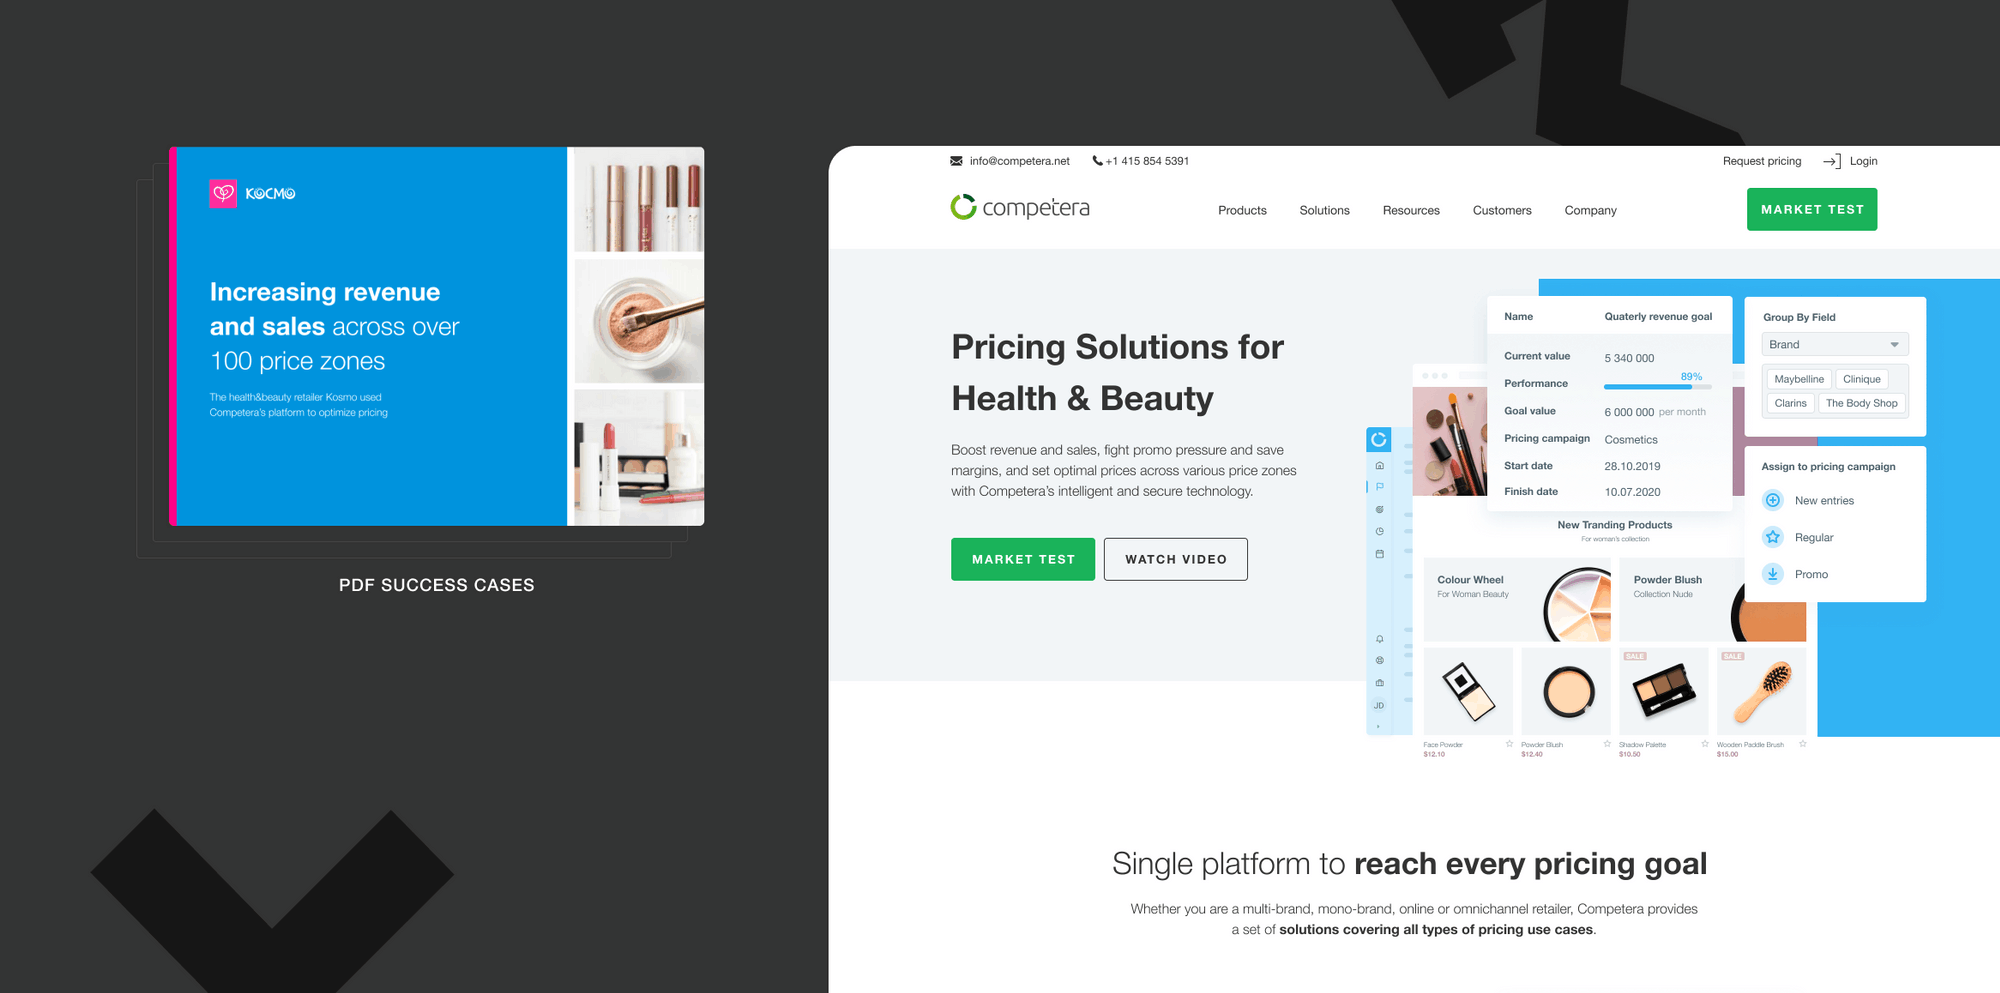 KOCMO
Increasing revenue
and sales across over
100 price zones
The health&beauty retailer Kosmo used
Competera's platform to optimize pricing
PDF SUCCESS CASES
info@competera.net
+1 415 854 5391
Request pricing
Login
competera
Products
Solutions
Resources
Customers
Company
MARKET TEST
Pricing Solutions for
Health & Beauty
Boost revenue and sales, fight promo pressure and save
margins, and set optimal prices across various price zones
with Competera's intelligent and secure technology.
MARKET TEST
WATCH VIDEO
Name Quaterly revenue goal
Current value 5 340 000
89%
Performance
Goal value 6 000 000 per month
Pricing campaign Cosmetics
Start date 28.10.2019
Finish date 10.07.2020
Group By Field
Brand
Maybelline Clinique
Clarins The Body Shop
Assign to pricing campaign
New entries
Regular
Promo
JD
New Tranding Products
For woman's collection
Colour Wheel
For Woman Beauty
Powder Blush
Collection Nude
SALE
SALE
Face Powder
$12.10
Powder Blush
$12.40
Shadow Palette
$10.50
Wooden Paddle Brush
$15.00
Single platform to reach every pricing goal
Whether you are a multi-brand, mono-brand, online or omnichannel retailer, Competera provides
a set of solutions covering all types of pricing use cases.